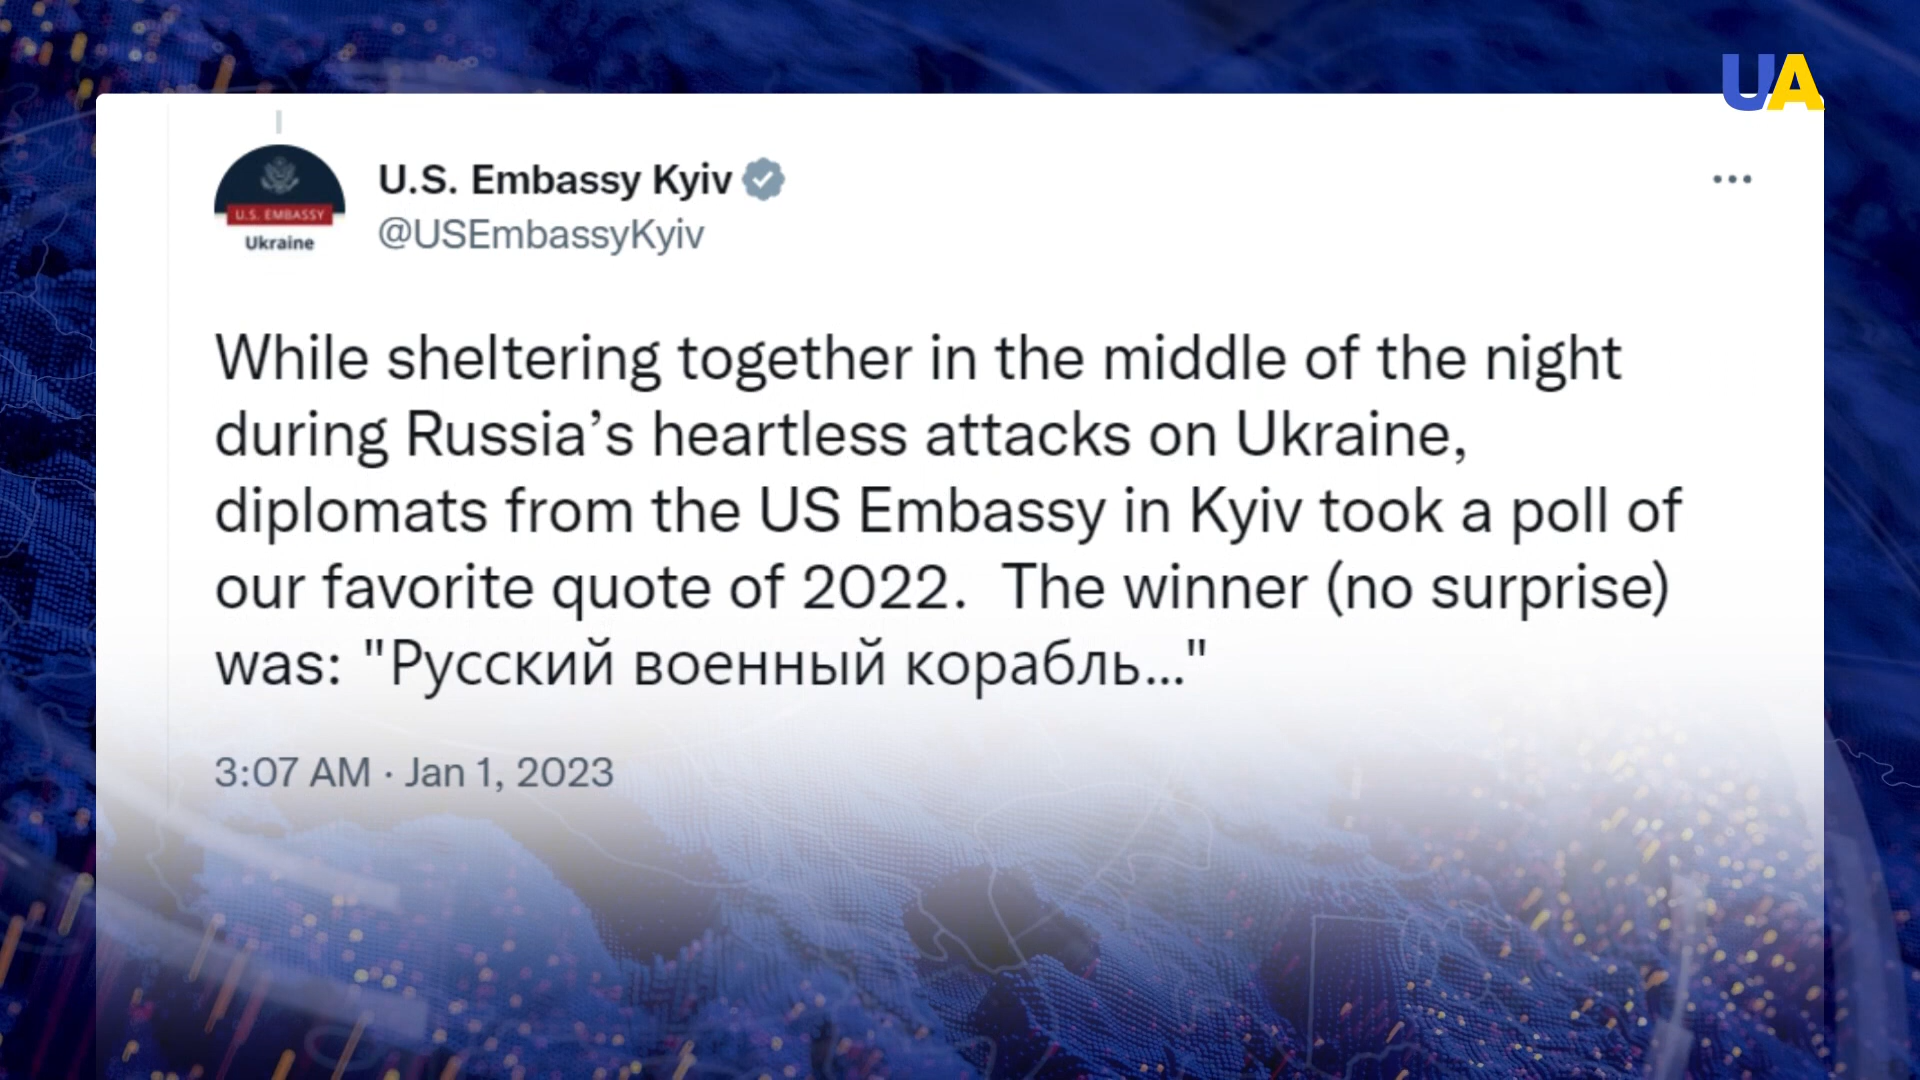 UA
U.S. Embassy Kyiv
@USEmbassyKyiv
U.S. EMBASSY
Ukraine
While sheltering together in the middle of the night
during Russia’s heartless attacks on Ukraine,
diplomats from the US Embassy in Kyiv took a poll of
our favorite quote of 2022.  The winner (no surprise)
was: "Русский военный корабль..."
3:07 AM · Jan 1, 2023